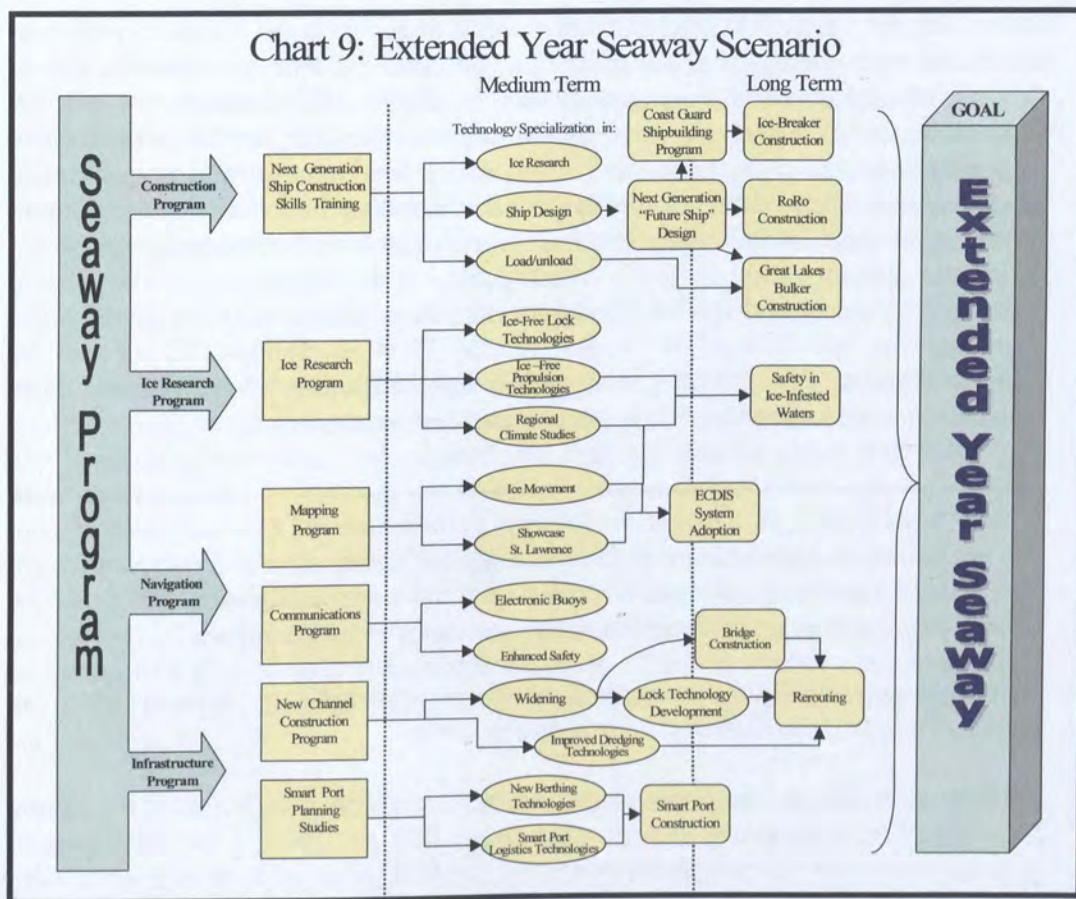 Chart 9: Extended Year Seaway Scenario
Medium Term
Long Term
Technology Specialization in:
Seaway Program
Construction
Program
Ice Research
Program
Navigation
Program
Infrastructure
Program
Next Generation
Ship Construction
Skills Training
Ice Research
Program
Mapping
Program
Communications
Program
New Channel
Construction
Program
Smart Port
Planning
Studies
Ice Research
Ship Design
Load/unload
Ice-Free Lock
Technologies
Ice –Free
Propulsion
Technologies
Regional
Climate Studies
Ice Movement
Showcase
St. Lawrence
Electronic Buoys
Enhanced Safety
Widening
Improved Dredging
Technologies
New Berthing
Technologies
Smart Port
Logistics Technologies
Coast Guard
Shipbuilding
Program
Next Generation
“Future Ship”
Design
Lock Technology
Development
Smart Port
Construction
Ice-Breaker
Construction
RoRo
Construction
Great Lakes
Bulker
Construction
Safety in
Ice-Infested
Waters
ECDIS
System
Adoption
Bridge
Construction
Rerouting
GOAL
Extended Year Seaway